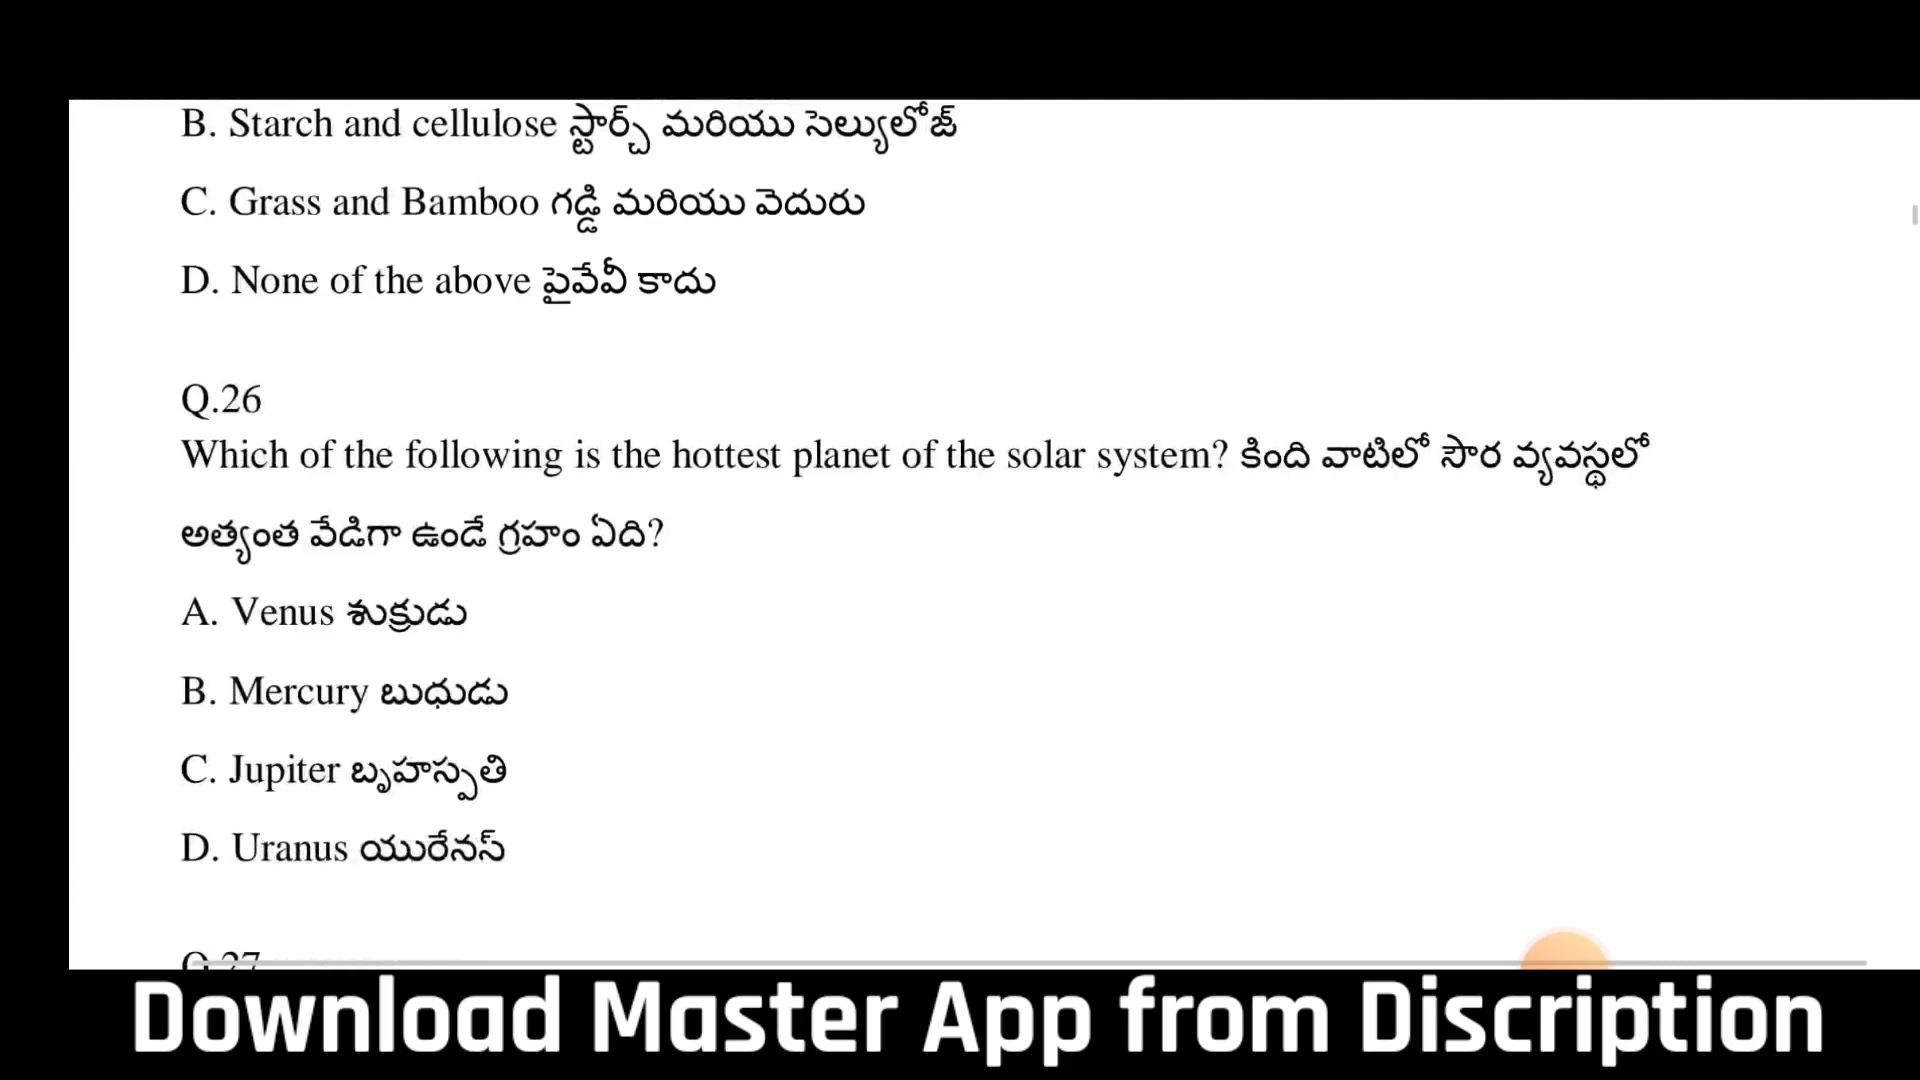 B. Starch and cellulose స్టార్చ్ మరియు సెల్యులోజ్
C. Grass and Bamboo గడ్డి మరియు వెదురు
D. None of the above పైవేవీ కాదు
Q.26
Which of the following is the hottest planet of the solar system? కింది వాటిలో సౌర వ్యవస్థలో
అత్యంత వేడిగా ఉండే గ్రహం ఏది?
A. Venus శుక్రుడు
B. Mercury బుధుడు
C. Jupiter బృహస్పతి
D. Uranus యురేనస్
Q.27
Download Master App from Discription